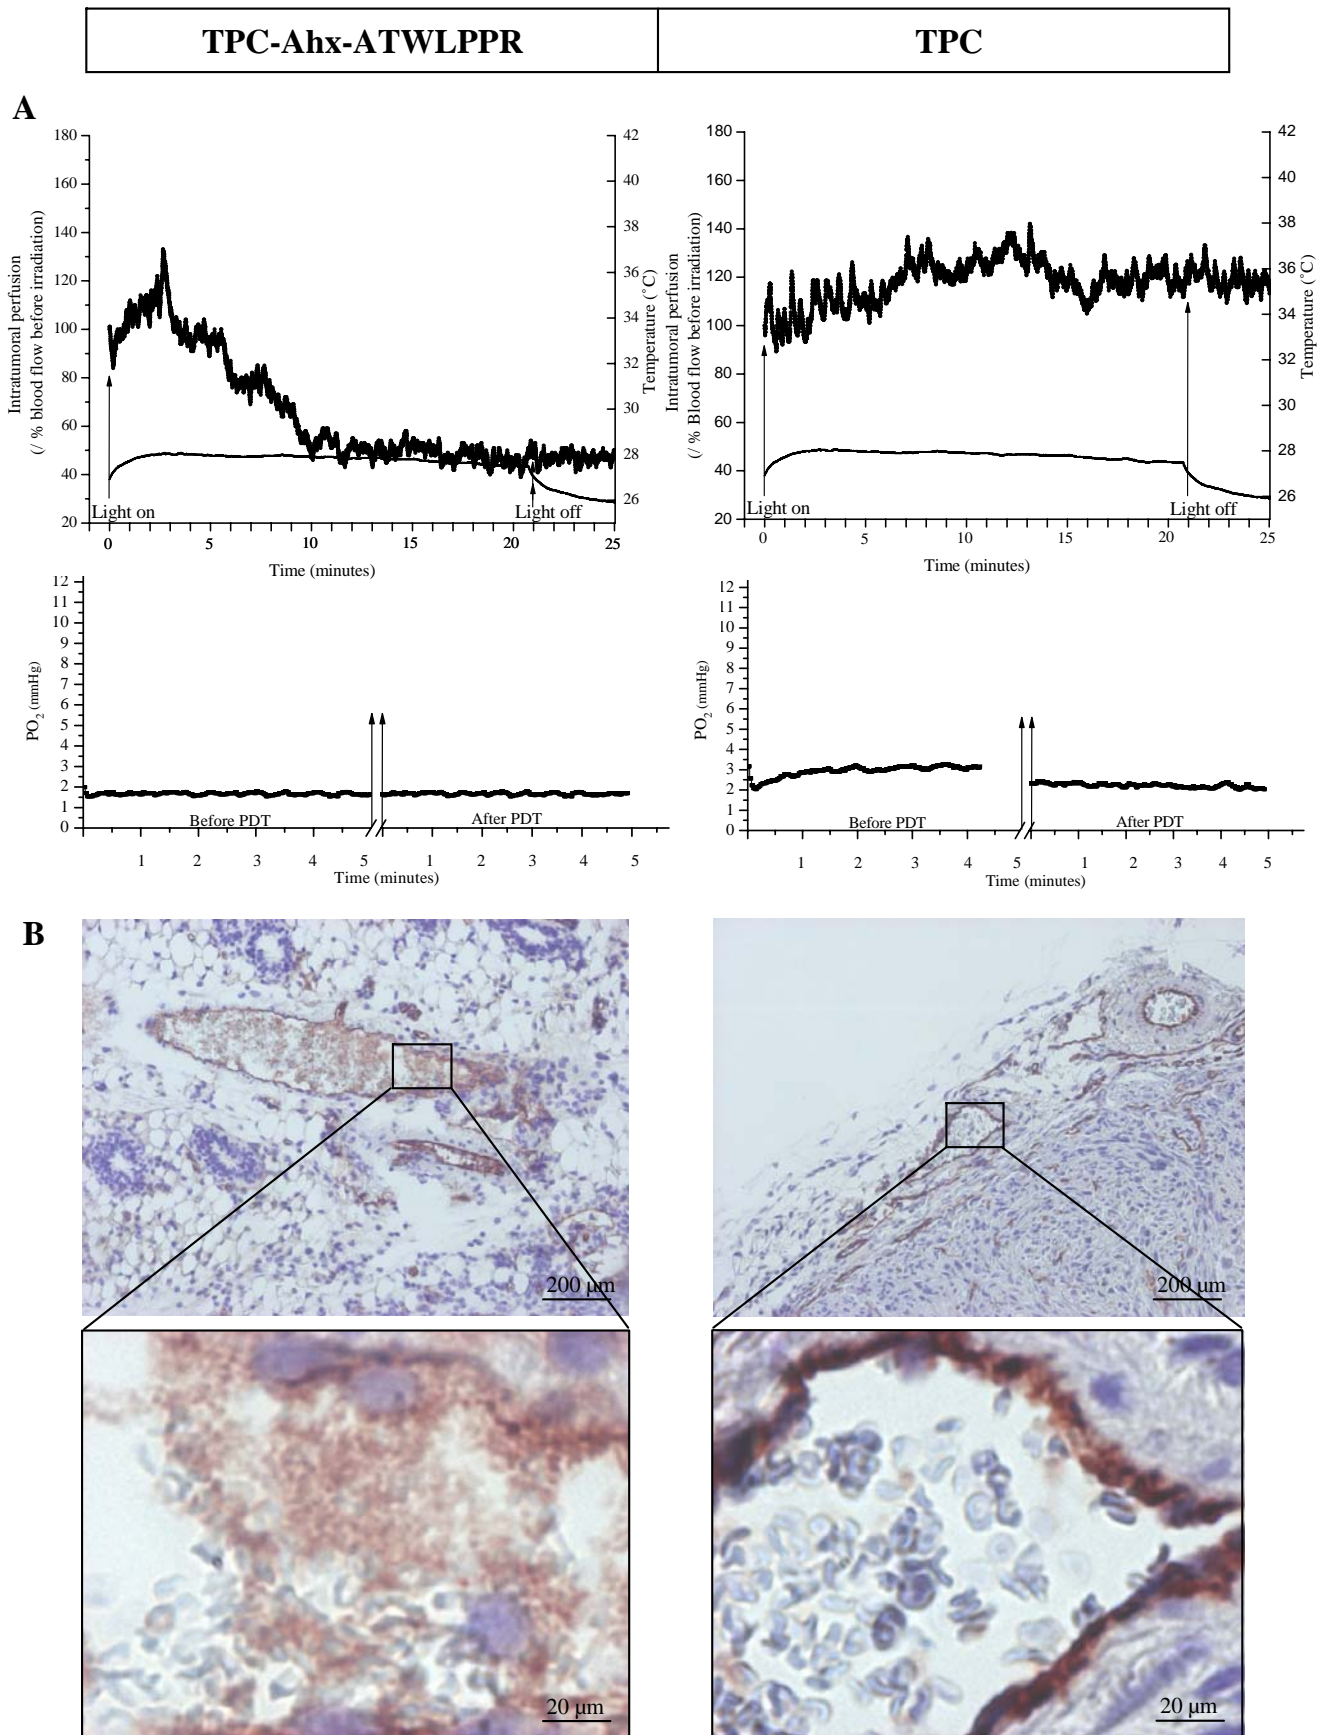 TPC-Ahx-ATWLPPR TPC
A
180 160 140 120 100 80 60 40 20
Intratumoral perfusion
(/ % blood flow before irradiation)
42 40 38 36 34 32 30 28 26
Temperature (˚C)
Light on
Light off
0 5 10 15 20 25
Time (minutes)
180 160 140 120 100 80 60 40 20
Intratumoral perfusion
(/ % Blood flow before irradiation)
42 40 38 36 34 32 30 28 26
Temperature (˚C)
Light on
Light off
0 5 10 15 20 25
Time (minutes)
12 11 10 9 8 7 6 5 4 3 2 1 0
PO2 (mmHg)
Before PDT
After PDT
1 2 3 4 5 1 2 3 4 5
Time (minutes)
12 11 10 9 8 7 6 5 4 3 2 1 0
PO2 (mmHg)
Before PDT
After PDT
1 2 3 4 5 1 2 3 4 5
Time (minutes)
B
200 µm
200 µm
20 µm
20 µm